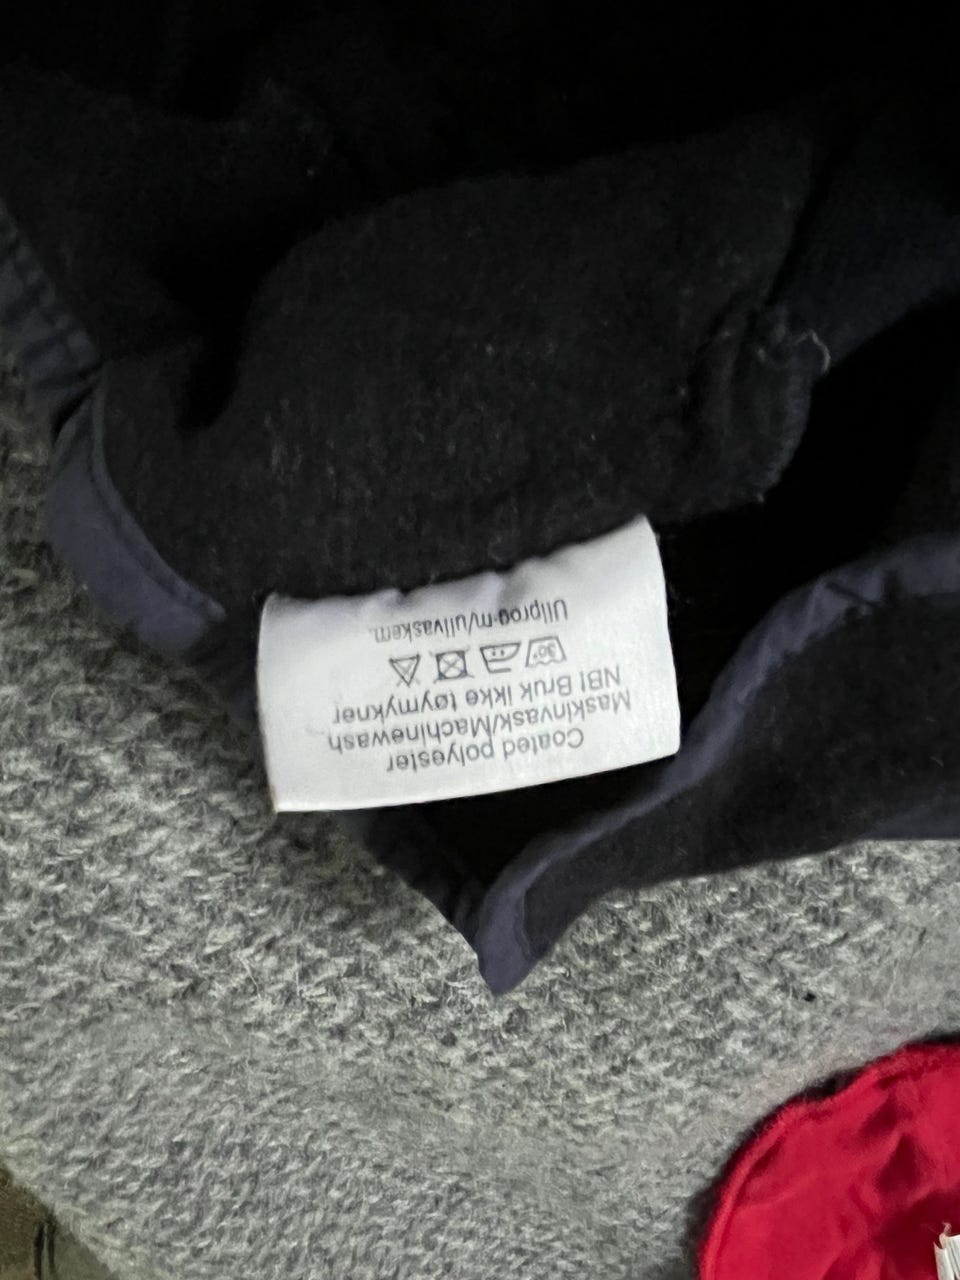 Coated polyester
Maskinvask/Machinewash
NB! Bruk ikke tøymykner
30°
Ullprog m/ullvaskem.